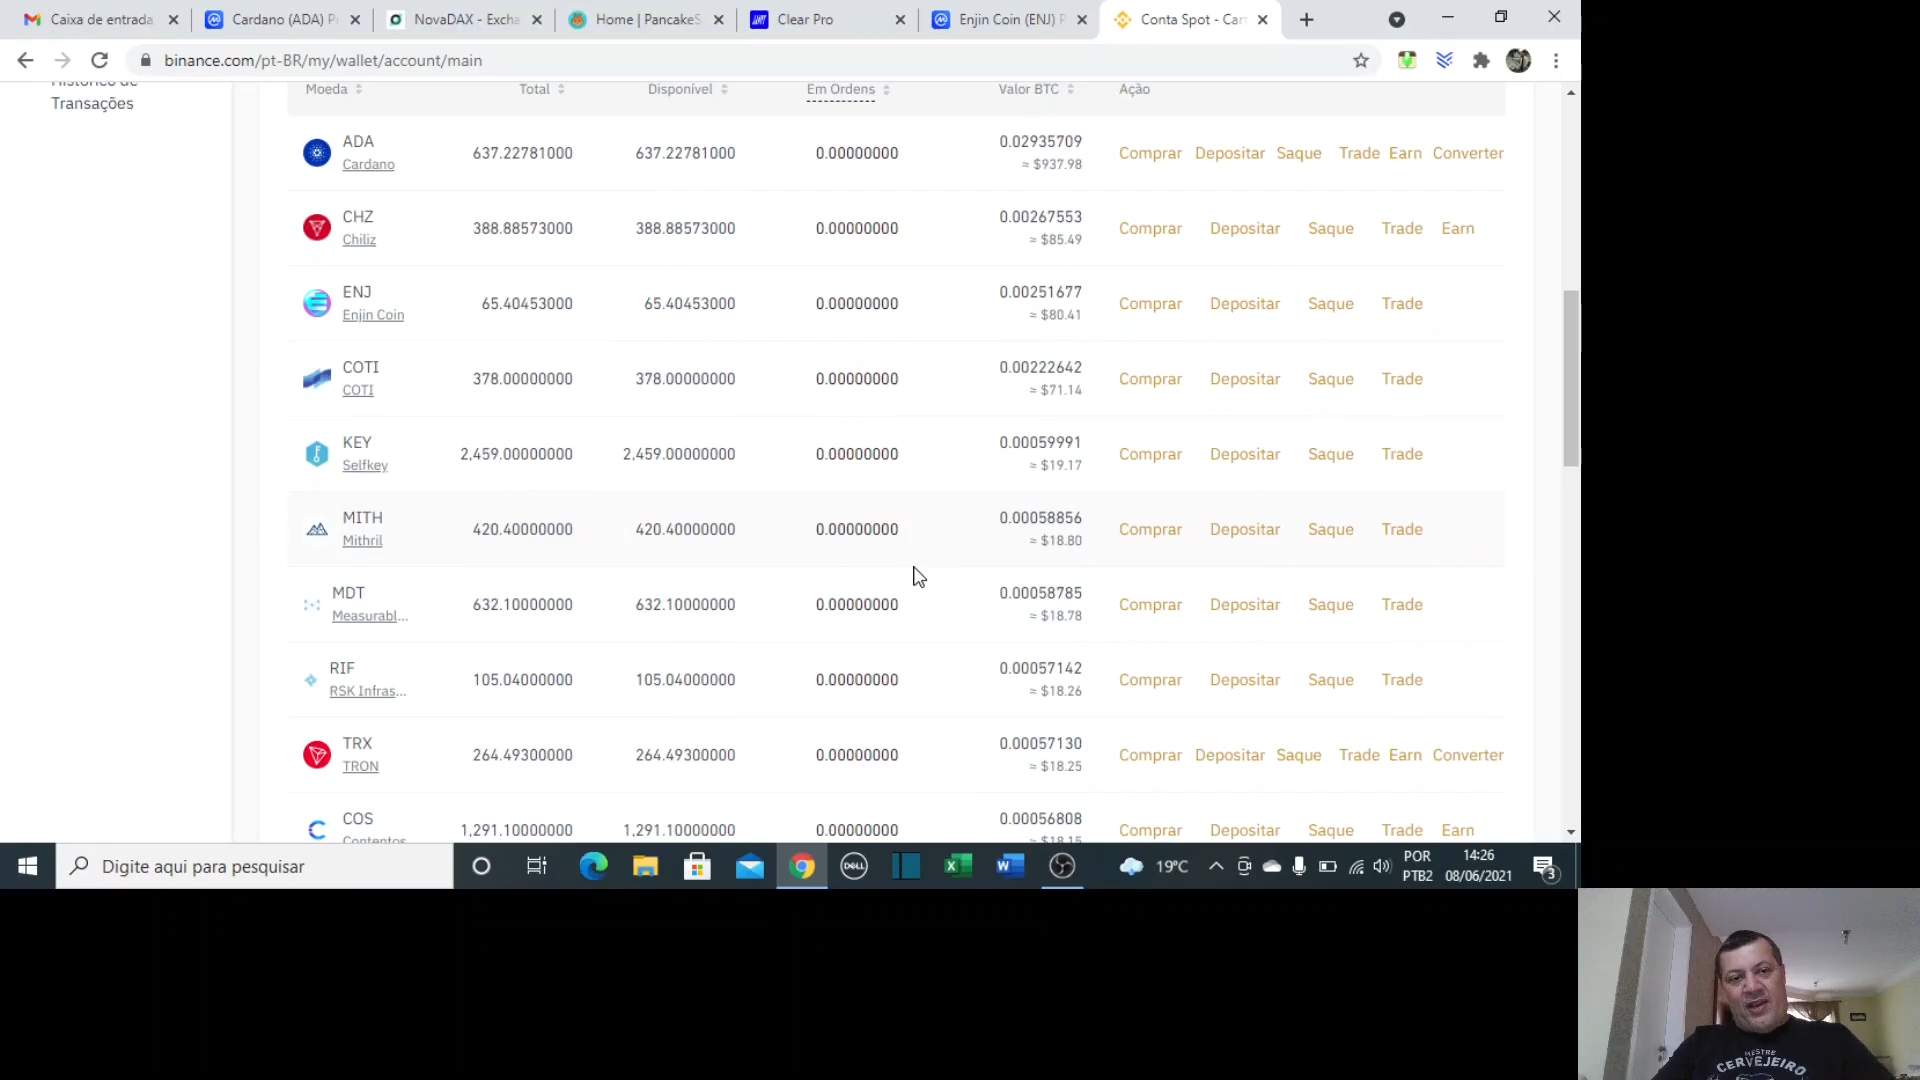 Caixa de entrada
Cardano (ADA) P
NovaDAX - Excha
Home | PancakeS
Clear Pro
Enjin Coin (ENJ) P
Conta Spot - Car
binance.com/pt-BR/my/wallet/account/main
Histórico de
Transações
Moeda Total Disponível Em Ordens Valor BTC Ação
ADA
Cardano
637.22781000 637.22781000 0.00000000
0.02935709
≈ $937.98
Comprar Depositar Saque Trade Earn Converter
CHZ
Chiliz
388.88573000 388.88573000 0.00000000
0.00267553
≈ $85.49
Comprar Depositar Saque Trade Earn
ENJ
Enjin Coin
65.40453000 65.40453000 0.00000000
0.00251677
≈ $80.41
Comprar Depositar Saque Trade
COTI
COTI
378.00000000 378.00000000 0.00000000
0.00222642
≈ $71.14
Comprar Depositar Saque Trade
KEY
Selfkey
2,459.00000000 2,459.00000000 0.00000000
0.00059991
≈ $19.17
Comprar Depositar Saque Trade
MITH
Mithril
420.40000000 420.40000000 0.00000000
0.00058856
≈ $18.80
Comprar Depositar Saque Trade
MDT
Measurabl...
632.10000000 632.10000000 0.00000000
0.00058785
≈ $18.78
Comprar Depositar Saque Trade
RIF
RSK Infras...
105.04000000 105.04000000 0.00000000
0.00057142
≈ $18.26
Comprar Depositar Saque Trade
TRX
TRON
264.49300000 264.49300000 0.00000000
0.00057130
≈ $18.25
Comprar Depositar Saque Trade Earn Converter
COS
Contentos
1,291.10000000 1,291.10000000 0.00000000
0.00056808
≈ $18.15
Comprar Depositar Saque Trade Earn
Digite aqui para pesquisar
DELL
19°C
POR
PTB2
14:26
08/06/2021
3
MESTRE
CERVEJEIRO